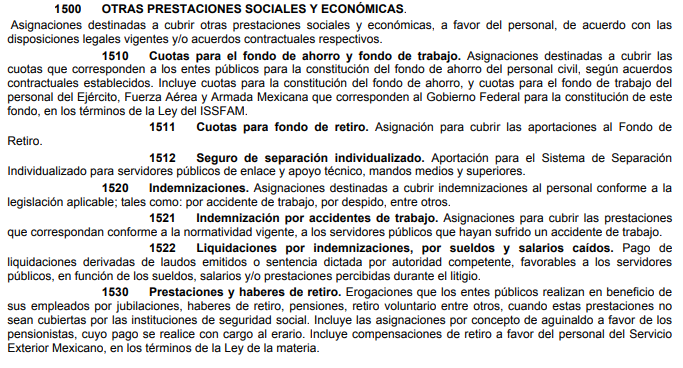 1500 OTRAS PRESTACIONES SOCIALES Y ECONÓMICAS.
Asignaciones destinadas a cubrir otras prestaciones sociales y económicas, a favor del personal, de acuerdo con las
disposiciones legales vigentes y/o acuerdos contractuales respectivos.
1510 Cuotas para el fondo de ahorro y fondo de trabajo. Asignaciones destinadas a cubrir las
cuotas que corresponden a los entes públicos para la constitución del fondo de ahorro del personal civil, según acuerdos
contractuales establecidos. Incluye cuotas para la constitución del fondo de ahorro, y cuotas para el fondo de trabajo del
personal del Ejército, Fuerza Aérea y Armada Mexicana que corresponden al Gobierno Federal para la constitución de este
fondo, en los términos de la Ley del ISSFAM.
1511 Cuotas para fondo de retiro. Asignación para cubrir las aportaciones al Fondo de
Retiro.
1512 Seguro de separación individualizado. Aportación para el Sistema de Separación
Individualizado para servidores públicos de enlace y apoyo técnico, mandos medios y superiores.
1520 Indemnizaciones. Asignaciones destinadas a cubrir indemnizaciones al personal conforme a la
legislación aplicable; tales como: por accidente de trabajo, por despido, entre otros.
1521 Indemnización por accidentes de trabajo. Asignaciones para cubrir las prestaciones
que correspondan conforme a la normatividad vigente, a los servidores públicos que hayan sufrido un accidente de trabajo.
1522 Liquidaciones por indemnizaciones, por sueldos y salarios caídos. Pago de
liquidaciones derivadas de laudos emitidos o sentencia dictada por autoridad competente, favorables a los servidores
públicos, en función de los sueldos, salarios y/o prestaciones percibidas durante el litigio.
1530 Prestaciones y haberes de retiro. Erogaciones que los entes públicos realizan en beneficio de
sus empleados por jubilaciones, haberes de retiro, pensiones, retiro voluntario entre otros, cuando estas prestaciones no
sean cubiertas por las instituciones de seguridad social. Incluye las asignaciones por concepto de aguinaldo a favor de los
pensionistas, cuyo pago se realice con cargo al erario. Incluye compensaciones de retiro a favor del personal del Servicio
Exterior Mexicano, en los términos de la Ley de la materia.